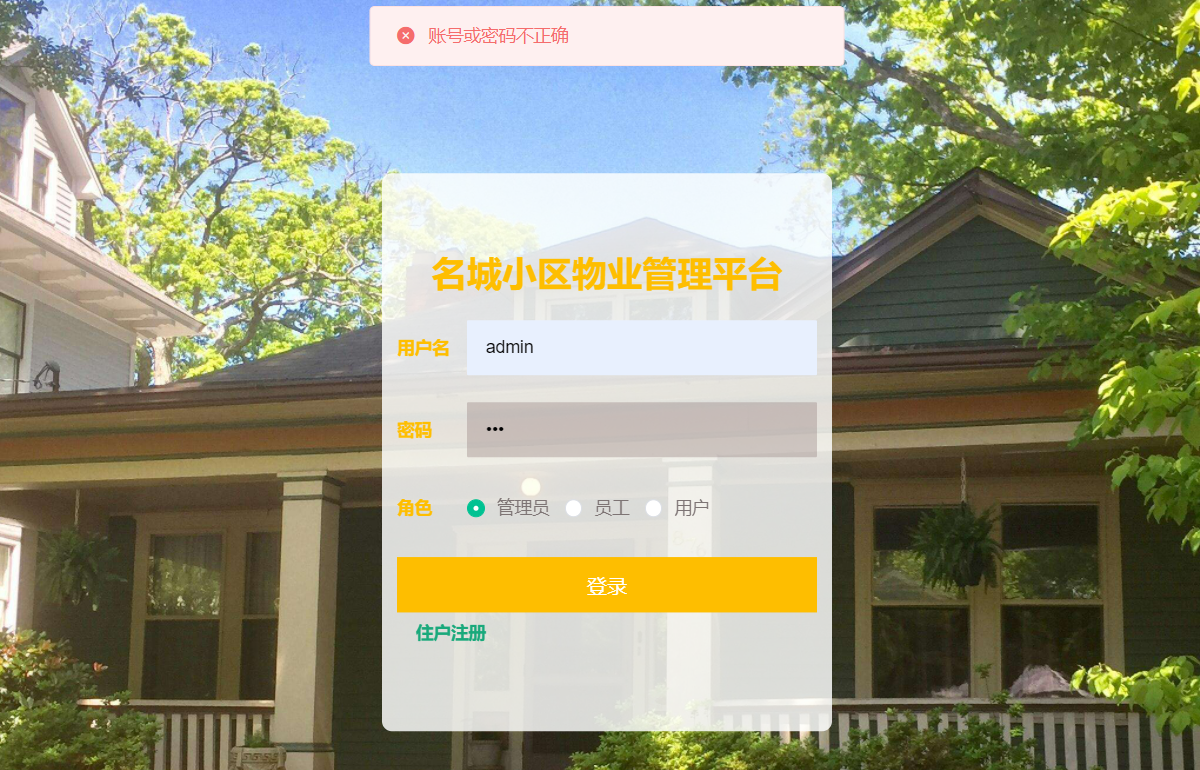 账号或密码不正确
名城小区物业管理平台
用户名 admin
密码 •••
角色 管理员 员工 用户
登录
住户注册